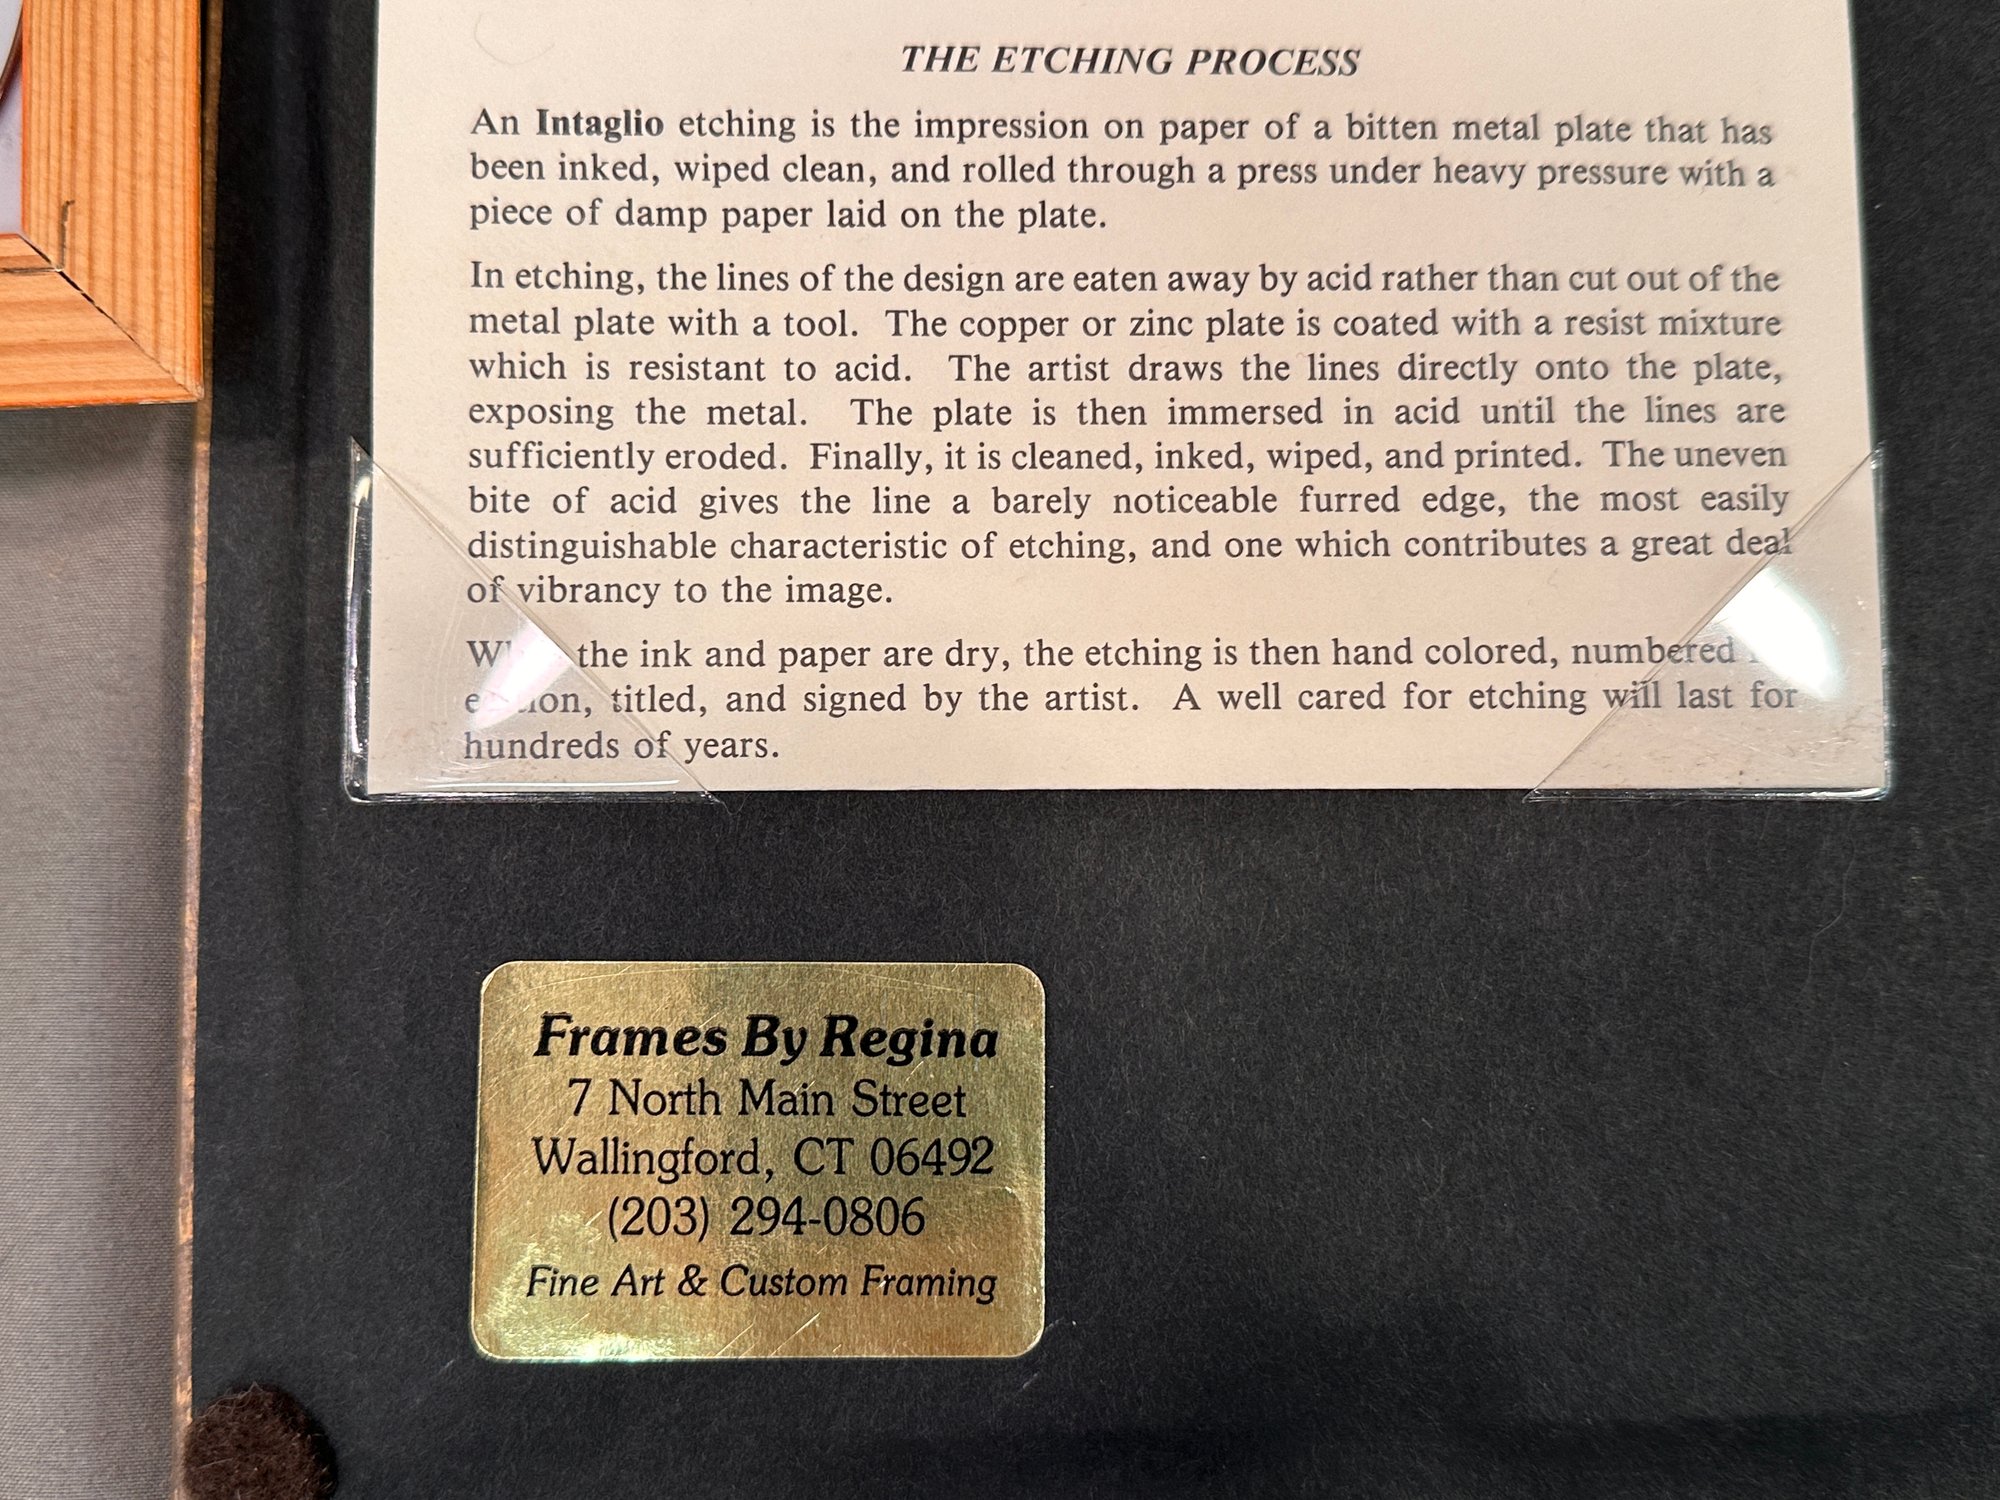 THE ETCHING PROCESS
An Intaglio etching is the impression on paper of a bitten metal plate that has
been inked, wiped clean, and rolled through a press under heavy pressure with a
piece of damp paper laid on the plate.
In etching, the lines of the design are eaten away by acid rather than cut out of the
metal plate with a tool. The copper or zinc plate is coated with a resist mixture
which is resistant to acid. The artist draws the lines directly onto the plate,
exposing the metal. The plate is then immersed in acid until the lines are
sufficiently eroded. Finally, it is cleaned, inked, wiped, and printed. The uneven
bite of acid gives the line a barely noticeable furred edge, the most easily
distinguishable characteristic of etching, and one which contributes a great deal
of vibrancy to the image.
the ink and paper are dry, the etching is then hand colored, numbered
titled, and signed by the artist. A well cared for etching will last for
hundreds of years.
Frames By Regina
7 North Main Street
Wallingford, CT 06492
(203) 294-0806
Fine Art & Custom Framing